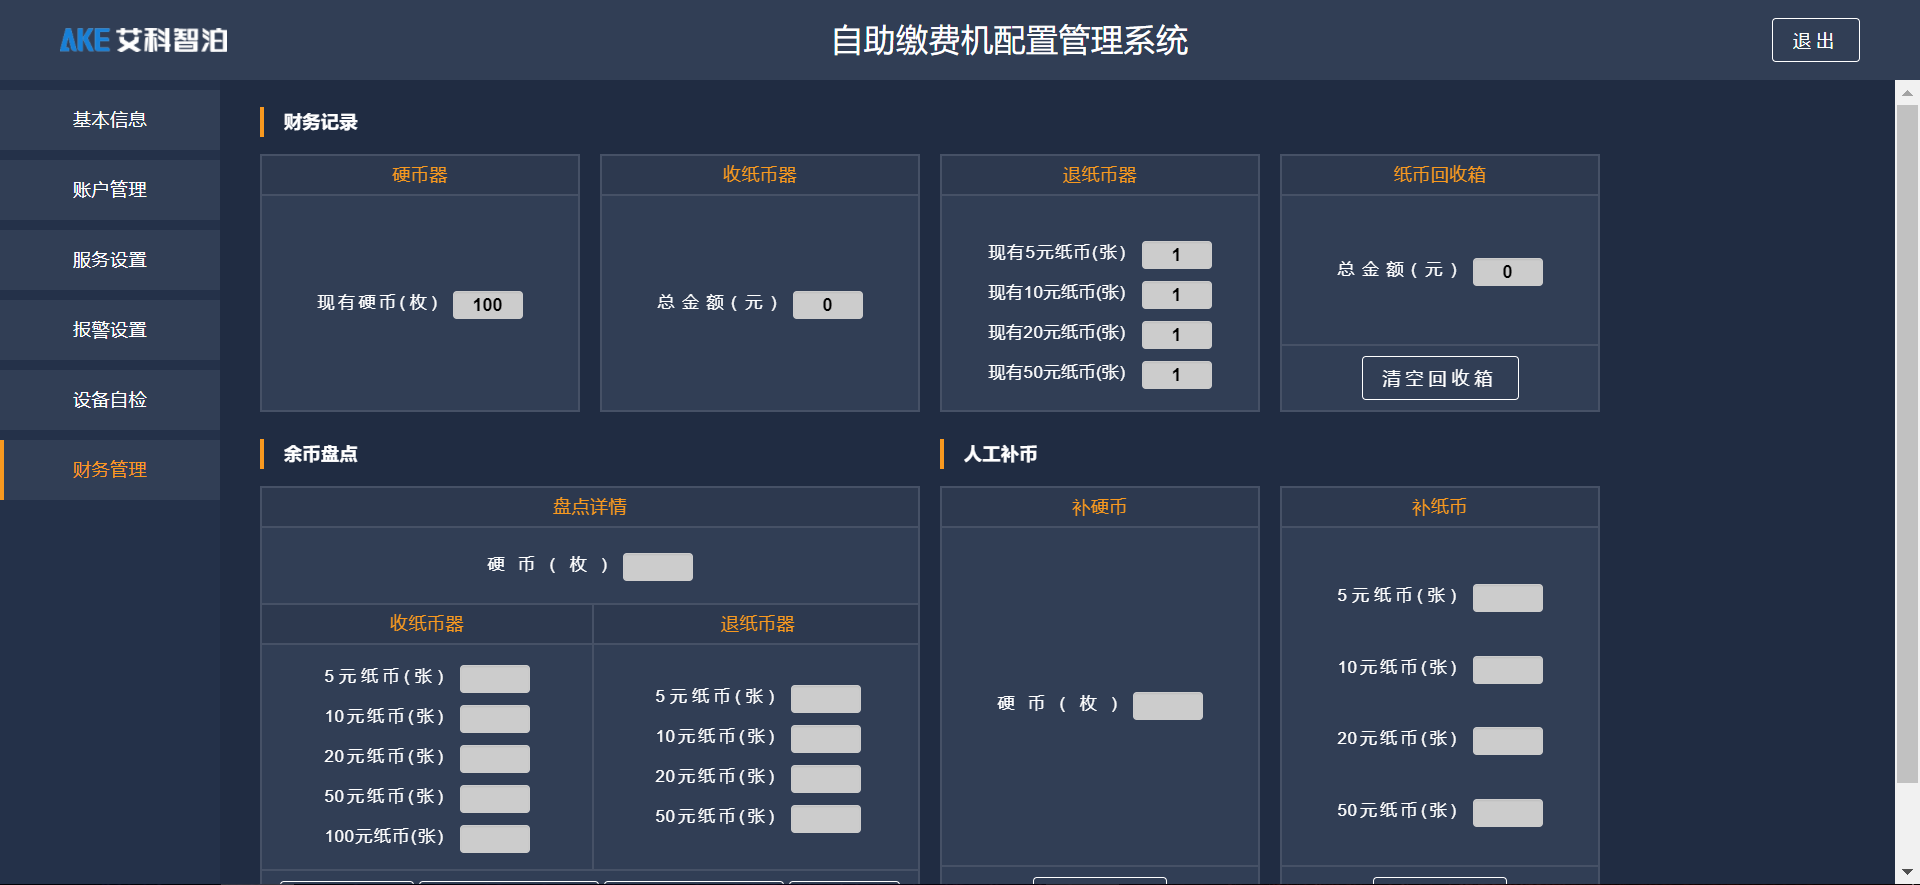 AKE 艾科智泊
自助缴费机配置管理系统
退出
基本信息
账户管理
服务设置
报警设置
设备自检
财务管理
财务记录
硬币器
现有硬币(枚) 100
收纸币器
总金额(元) 0
退纸币器
现有5元纸币(张) 1
现有10元纸币(张) 1
现有20元纸币(张) 1
现有50元纸币(张) 1
纸币回收箱
总金额(元) 0
清空回收箱
余币盘点
盘点详情
硬币(枚)
收纸币器
5元纸币(张)
10元纸币(张)
20元纸币(张)
50元纸币(张)
100元纸币(张)
退纸币器
5元纸币(张)
10元纸币(张)
20元纸币(张)
50元纸币(张)
人工补币
补硬币
硬币(枚)
补纸币
5元纸币(张)
10元纸币(张)
20元纸币(张)
50元纸币(张)